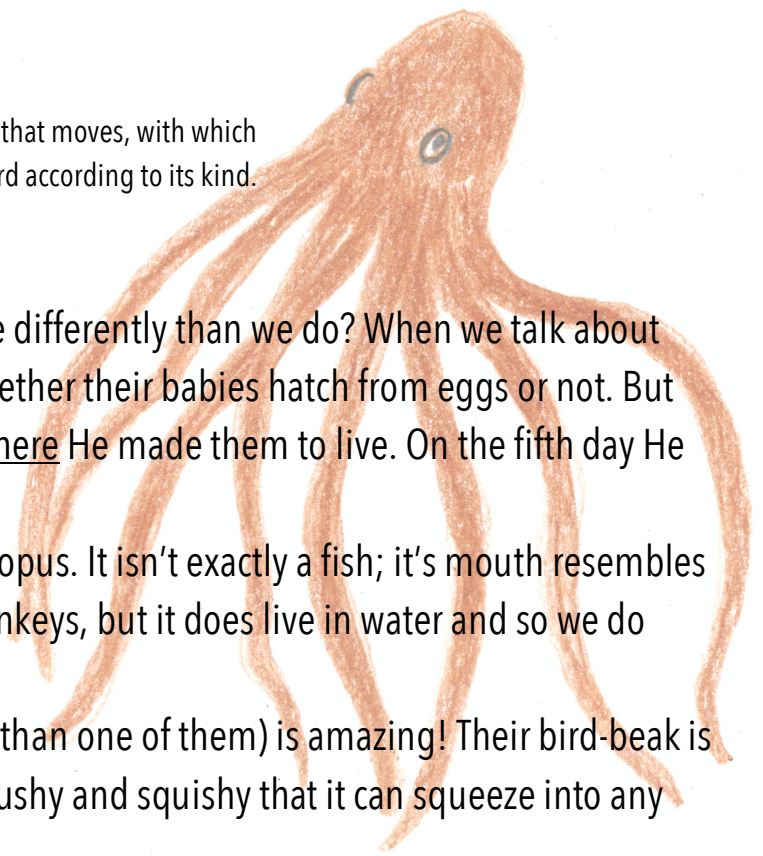 that moves, with which
rd according to its kind.
e differently than we do? When we talk about
ether their babies hatch from eggs or not. But
here He made them to live. On the fifth day He
opus. It isn’t exactly a fish; it’s mouth resembles
nkeys, but it does live in water and so we do
than one of them) is amazing! Their bird-beak is
ushy and squishy that it can squeeze into any